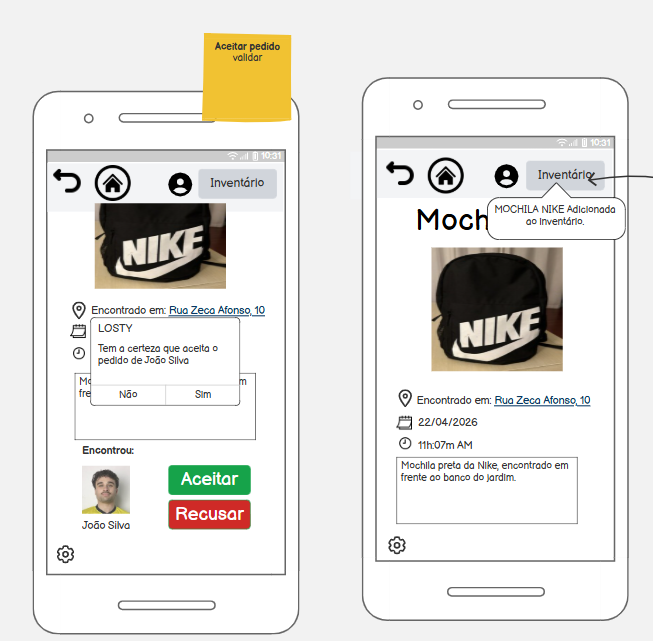 Aceitar pedido
validar
10:31
Inventário
NIKE
Encontrado em: Rua Zeca Afonso, 10
LOSTY
Tem a certeza que aceita o
pedido de João Silva
Não Sim
Encontrou:
João Silva
Aceitar
Recusar
10:31
Inventário
MOCHILA NIKE Adicionada
ao inventário.
Moch
NIKE
Encontrado em: Rua Zeca Afonso, 10
22/04/2026
11h:07m AM
Mochila preta da Nike, encontrado em
frente ao banco do jardim.